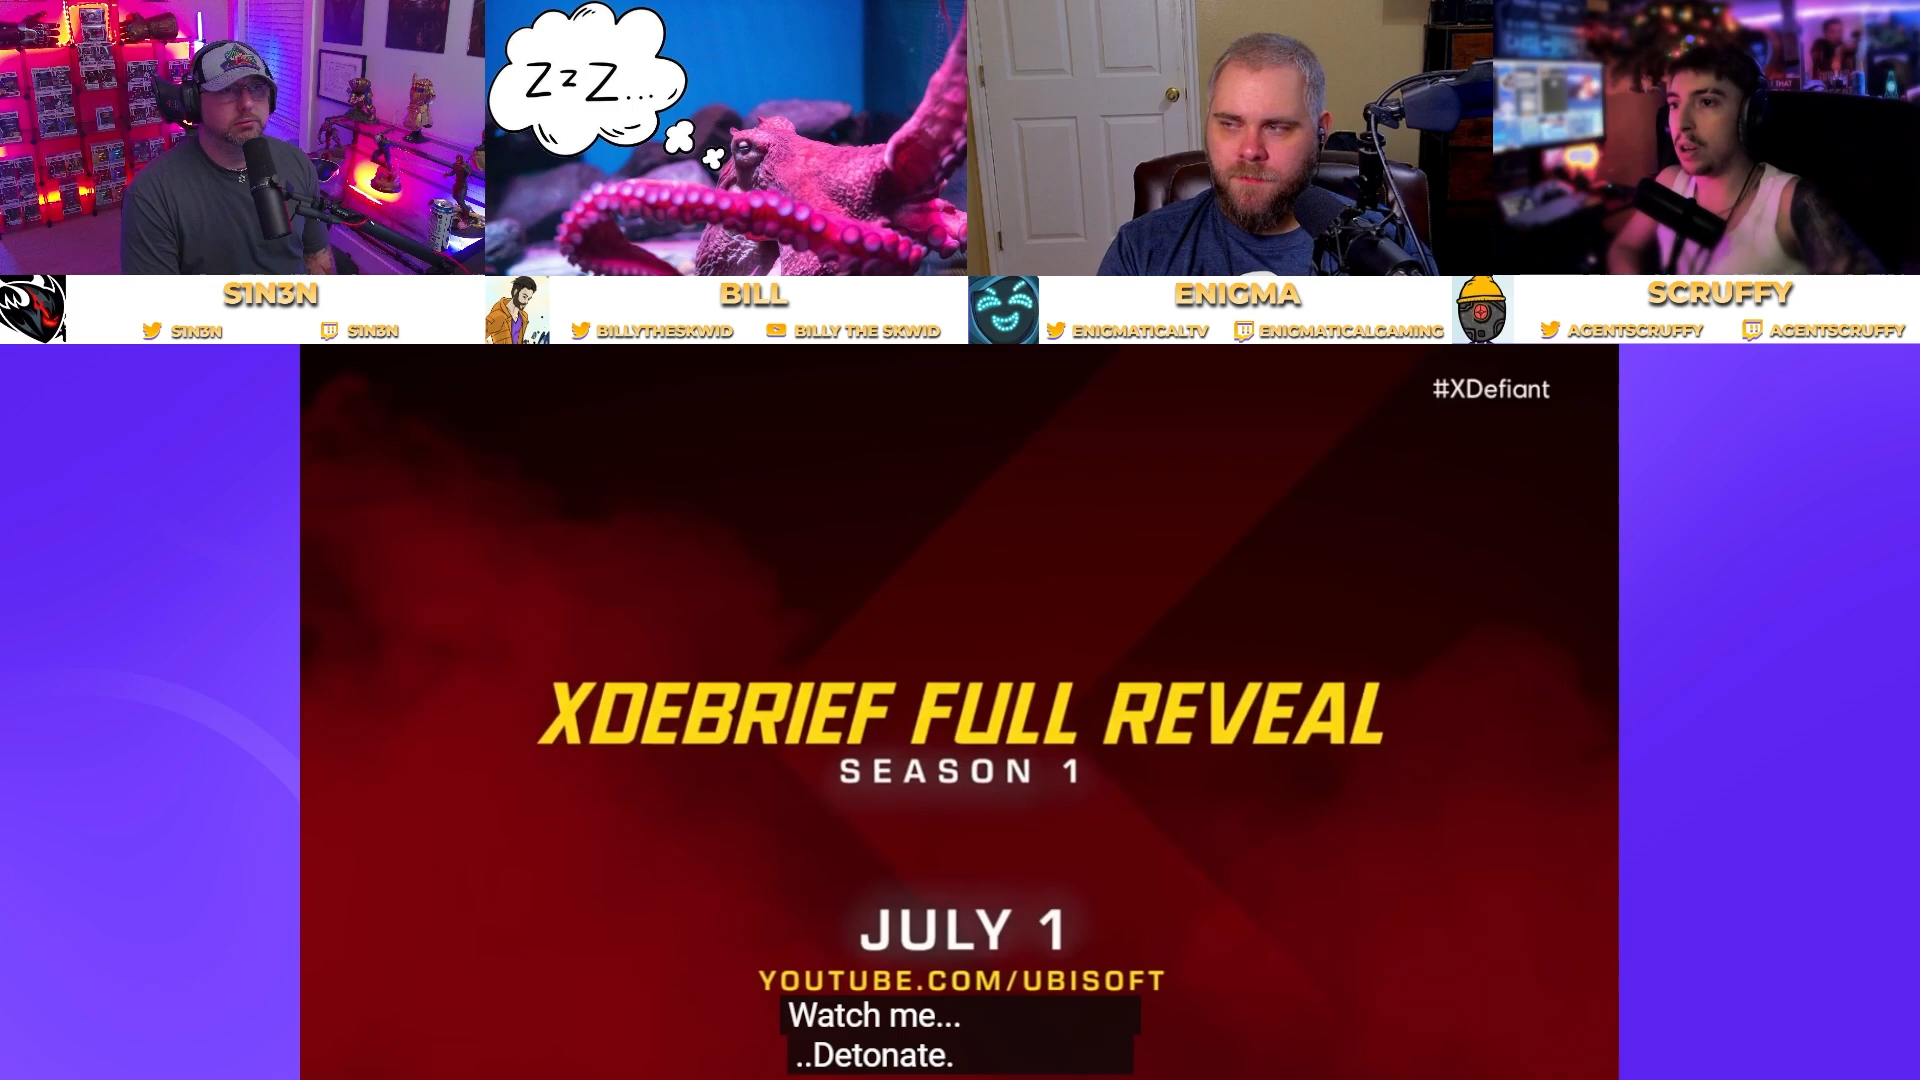 ZzZ...
S1N3N
S1N3N
S1N3N
BILL
BILLYTHESKWID
BILLY THE SKWID
ENIGMA
ENIGMATICALTV
ENIGMATICALGAMING
SCRUFFY
AGENTSCRUFFY
AGENTSCRUFFY
#XDefiant
XDEBRIEF FULL REVEAL
SEASON 1
JULY 1
YOUTUBE.COM/UBISOFT
Watch me...
..Detonate.